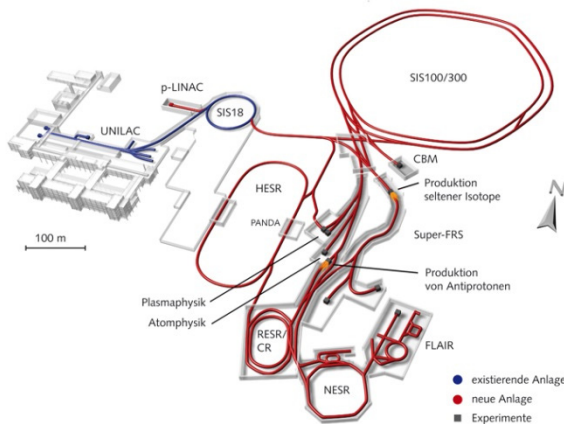 SIS100/300
p-LINAC
SIS18
UNILAC
CBM
HESR
Produktion
seltener Isotope
N
PANDA
100 m
Super-FRS
Plasmaphysik
Produktion
von Antiprotonen
Atomphysik
RESR/
CR
FLAIR
NESR
existierende Anlage
neue Anlage
Experimente